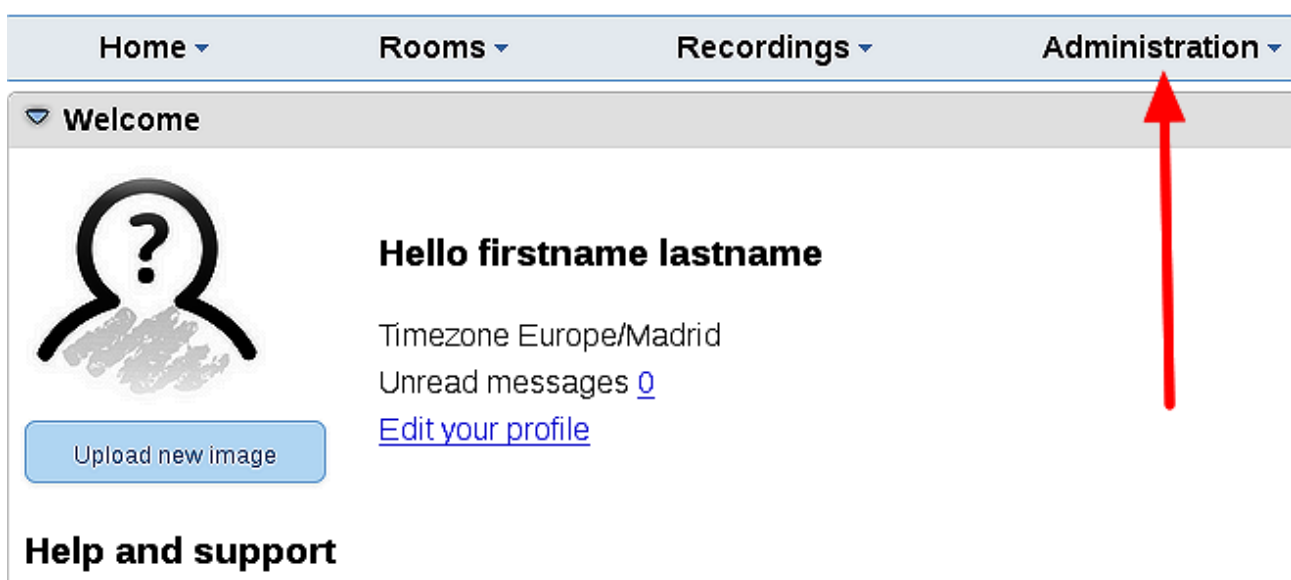 Home Rooms Recordings Administration
Welcome
?
Hello firstname lastname
Timezone Europe/Madrid
Unread messages 0
Edit your profile
Upload new image
Help and support